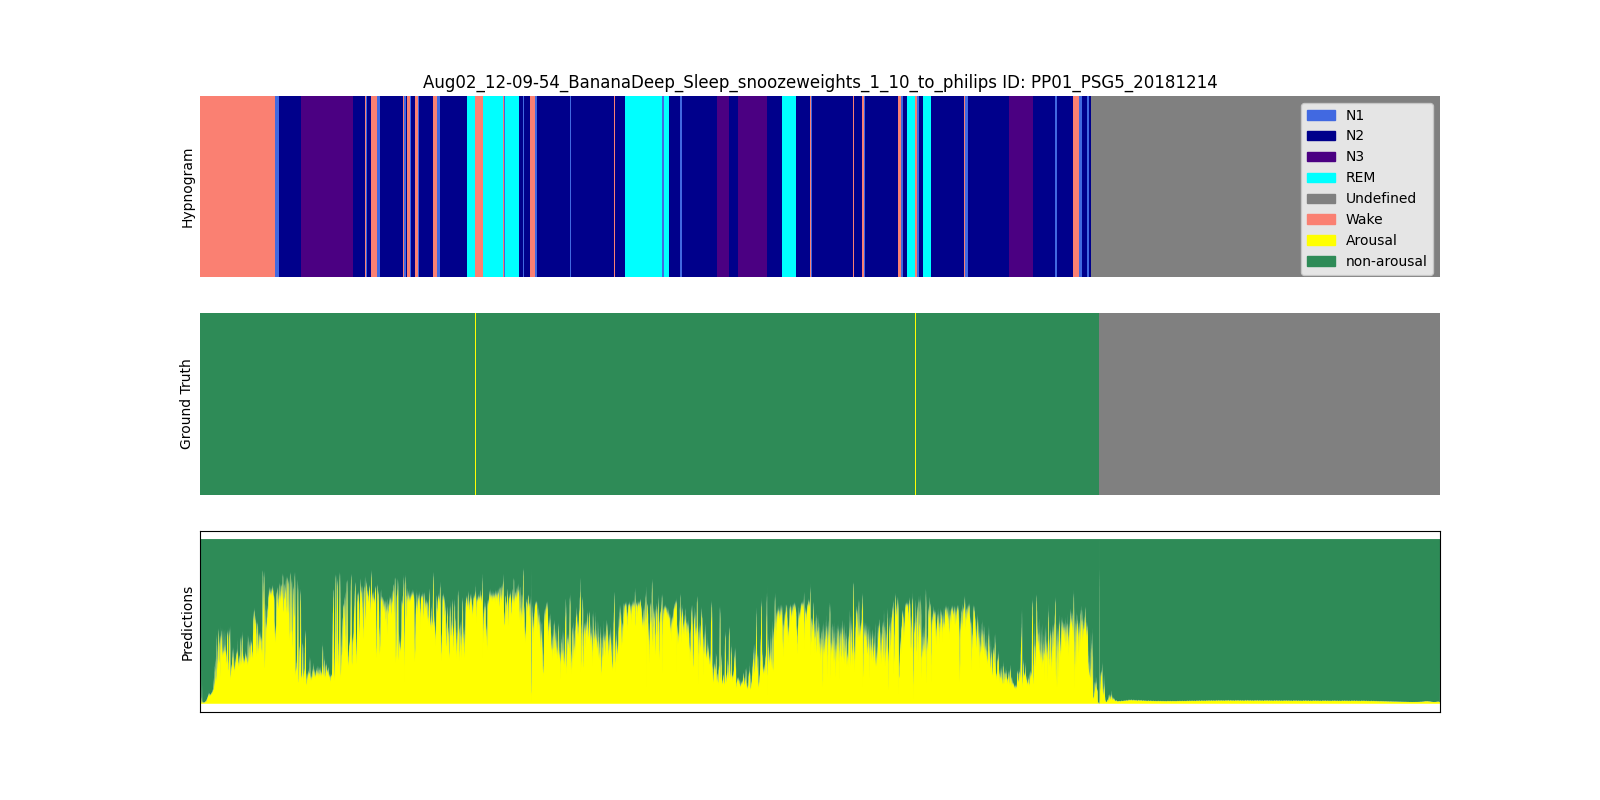 Aug02_12-09-54_BananaDeep_Sleep_snoozeweights_1_10_to_philips ID: PP01_PSG5_20181214
Hypnogram
N1
N2
N3
REM
Undefined
Wake
Arousal
non-arousal
Ground Truth
Predictions